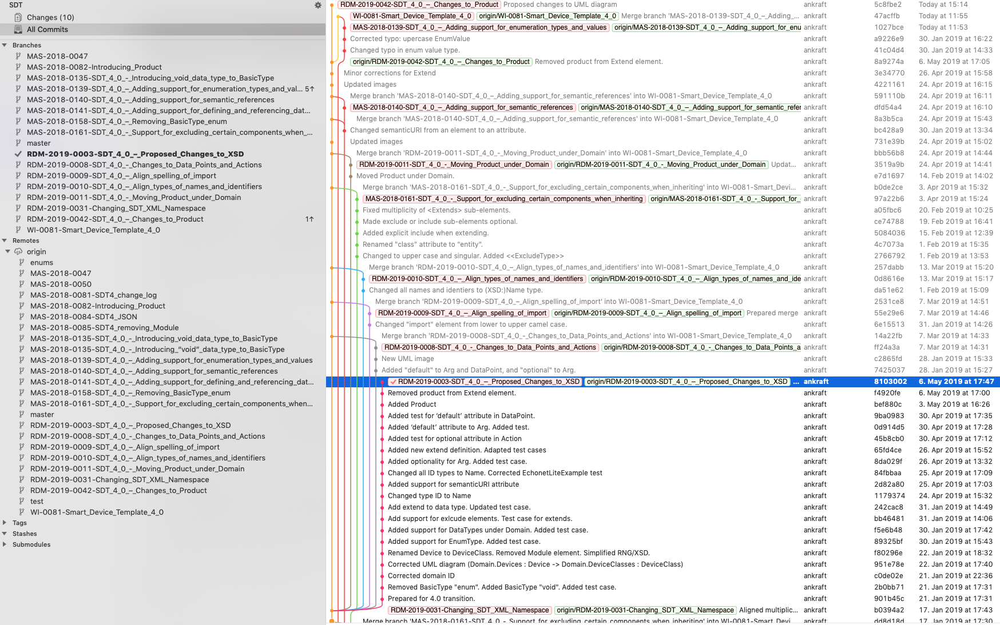 SDT
Changes (10)
All Commits
Branches
MAS-2018-0047
MAS-2018-0082-Introducing_Product
MAS-2018-0135-SDT_4_0_-_Introducing_void_data_type_to_BasicType
MAS-2018-0139-SDT_4_0_–_Adding_support_for_enumeration_types_and_val... 5↑
MAS-2018-0140-SDT_4_0_–_Adding_support_for_semantic_references
MAS-2018-0141-SDT_4_0_–_Adding_support_for_defining_and_referencing_dat...
MAS-2018-0158-SDT_4_0_–_Removing_BasicType_enum
MAS-2018-0161-SDT_4_0_-_Support_for_excluding_certain_components_when_...
master
RDM-2019-0003-SDT_4_0_–_Proposed_Changes_to_XSD
RDM-2019-0008-SDT_4_0_-_Changes_to_Data_Points_and_Actions
RDM-2019-0009-SDT_4_0_–_Align_spelling_of_import
RDM-2019-0010-SDT_4_0_–_Align_types_of_names_and_identifiers
RDM-2019-0011-SDT_4_0_-_Moving_Product_under_Domain
RDM-2019-0031-Changing_SDT_XML_Namespace
RDM-2019-0042-SDT_4_0_–_Changes_to_Product 1↑
WI-0081-Smart_Device_Template_4_0
Remotes
origin
enums
MAS-2018-0047
MAS-2018-0050
MAS-2018-0081-SDT4_change_log
MAS-2018-0082-Introducing_Product
MAS-2018-0084-SDT4_JSON
MAS-2018-0085-SDT4_removing_Module
MAS-2018-0135-SDT_4_0_-_Introducing_void_data_type_to_BasicType
MAS-2018-0135-SDT_4_0_-_Introducing_“void”_data_type_to_BasicType
MAS-2018-0139-SDT_4_0_–_Adding_support_for_enumeration_types_and_values
MAS-2018-0140-SDT_4_0_–_Adding_support_for_semantic_references
MAS-2018-0141-SDT_4_0_–_Adding_support_for_defining_and_referencing_dat...
MAS-2018-0158-SDT_4_0_–_Removing_BasicType_enum
MAS-2018-0161-SDT_4_0_-_Support_for_excluding_certain_components_when...
master
RDM-2019-0003-SDT_4_0_–_Proposed_Changes_to_XSD
RDM-2019-0008-SDT_4_0_-_Changes_to_Data_Points_and_Actions
RDM-2019-0009-SDT_4_0_–_Align_spelling_of_import
RDM-2019-0010-SDT_4_0_–_Align_types_of_names_and_identifiers
RDM-2019-0011-SDT_4_0_-_Moving_Product_under_Domain
RDM-2019-0031-Changing_SDT_XML_Namespace
RDM-2019-0042-SDT_4_0_–_Changes_to_Product
test
WI-0081-Smart_Device_Template_4_0
Tags
Stashes
Submodules
RDM-2019-0042-SDT_4_0_–_Changes_to_Product Proposed changes to UML diagram ankraft 5c8fbe2 Today at 15:14
WI-0081-Smart_Device_Template_4_0 origin/WI-0081-Smart_Device_Template_4_0 Merge branch 'MAS-2018-0139-SDT_4_0_–_Adding_... ankraft 47acffb Today at 11:55
MAS-2018-0139-SDT_4_0_–_Adding_support_for_enumeration_types_and_values origin/MAS-2018-0139-SDT_4_0_–_Adding_support_for_enu ankraft 1027bce Today at 11:53
Corrected typo: upercase EnumValue ankraft a9226e9 30. Jan 2019 at 16:22
Changed typo in enum value type. ankraft 41c04d4 30. Jan 2019 at 14:33
origin/RDM-2019-0042-SDT_4_0_–_Changes_to_Product Removed product from Extend element. ankraft 8a9274a 6. May 2019 at 17:05
Minor corrections for Extend ankraft 3e34770 26. Apr 2019 at 15:58
Updated images ankraft 4221161 24. Apr 2019 at 16:15
Merge branch 'MAS-2018-0140-SDT_4_0_–_Adding_support_for_semantic_references' into WI-0081-Smart_Device_Template_4_0 ankraft 591110b 24. Apr 2019 at 16:11
MAS-2018-0140-SDT_4_0_–_Adding_support_for_semantic_references origin/MAS-2018-0140-SDT_4_0_–_Adding_support_for_semantic_refer ankraft dfd54a4 24. Apr 2019 at 16:10
Merge branch 'MAS-2018-0140-SDT_4_0_–_Adding_support_for_semantic_references' into WI-0081-Smart_Device_Template_4_0 ankraft 8a3b5ca 24. Apr 2019 at 15:43
Changed semanticURI from an element to an attribute. ankraft bc428a9 30. Jan 2019 at 13:34
Updated images ankraft 731e39b 24. Apr 2019 at 15:02
Merge branch 'RDM-2019-0011-SDT_4_0_-_Moving_Product_under_Domain' into WI-0081-Smart_Device_Template_4_0 ankraft bbb56b8 24. Apr 2019 at 14:44
RDM-2019-0011-SDT_4_0_-_Moving_Product_under_Domain origin/RDM-2019-0011-SDT_4_0_-_Moving_Product_under_Domain Updat... ankraft 3519a9b 24. Apr 2019 at 14:41
Moved Product under Domain. ankraft e7d1697 14. Feb 2019 at 14:02
Merge branch 'MAS-2018-0161-SDT_4_0_-_Support_for_excluding_certain_components_when_inheriting' into WI-0081-Smart_Devi... ankraft b0de2ce 3. Apr 2019 at 15:32
MAS-2018-0161-SDT_4_0_-_Support_for_excluding_certain_components_when_inheriting origin/MAS-2018-0161-SDT_4_0_-_Support_for_ ankraft 97a22b6 3. Apr 2019 at 15:24
Fixed multiplicity of &lt;Extends&gt; sub-elements. ankraft a05fbc6 20. Feb 2019 at 10:25
Made exclude or include sub-elements optional. ankraft ce74788 19. Feb 2019 at 16:41
Added explicit include when extending. ankraft 5084036 15. Feb 2019 at 12:39
Renamed "class" attribute to "entity". ankraft 4c7073a 1. Feb 2019 at 15:35
Changed to upper case and singular. Added &lt;&lt;ExcludeType&gt;&gt; ankraft 2766792 1. Feb 2019 at 13:53
Merge branch 'RDM-2019-0010-SDT_4_0_–_Align_types_of_names_and_identifiers' into WI-0081-Smart_Device_Template_4_0 ankraft 257dabb 13. Mar 2019 at 15:20
RDM-2019-0010-SDT_4_0_–_Align_types_of_names_and_identifiers origin/RDM-2019-0010-SDT_4_0_–_Align_types_of_names_and_ide ankraft 0d8616e 13. Mar 2019 at 15:17
Changed all names and identiers to (XSD:)Name type. ankraft da51e62 1. Feb 2019 at 15:09
Merge branch 'RDM-2019-0009-SDT_4_0_–_Align_spelling_of_import' into WI-0081-Smart_Device_Template_4_0 ankraft 2531ce8 7. Mar 2019 at 14:51
RDM-2019-0009-SDT_4_0_–_Align_spelling_of_import origin/RDM-2019-0009-SDT_4_0_–_Align_spelling_of_import Prepared merge ankraft 55e29e6 7. Mar 2019 at 14:46
Changed "import" element from lower to upper camel case. ankraft 6e15513 31. Jan 2019 at 14:26
Merge branch 'RDM-2019-0008-SDT_4_0_-_Changes_to_Data_Points_and_Actions' into WI-0081-Smart_Device_Template_4_0 ankraft 14a22fb 7. Mar 2019 at 14:33
RDM-2019-0008-SDT_4_0_-_Changes_to_Data_Points_and_Actions origin/RDM-2019-0008-SDT_4_0_-_Changes_to_Data_Points_a ankraft ff24a3a 7. Mar 2019 at 14:31
New UML image ankraft c2865fd 28. Jan 2019 at 15:33
Added "default" to Arg and DataPoint, and "optional" to Arg. ankraft 7425037 28. Jan 2019 at 15:27
RDM-2019-0003-SDT_4_0_–_Proposed_Changes_to_XSD origin/RDM-2019-0003-SDT_4_0_–_Proposed_Changes_to_XSD ... ankraft 8103002 6. May 2019 at 17:47
Removed product from Extend element. ankraft f4920fe 6. May 2019 at 17:00
Added Product ankraft bef880c 3. May 2019 at 16:26
Added test for ‘default’ attribute in DataPoint. ankraft 9ba0983 30. Apr 2019 at 17:35
Added ‘default’ attribute to Arg. Added test. ankraft 0d914d5 30. Apr 2019 at 17:28
Added test for optional attribute in Action ankraft 45b8cb0 30. Apr 2019 at 17:12
Added new extend definition. Adapted test cases ankraft 65fd4ce 26. Apr 2019 at 15:52
Added optionality for Arg. Added test case. ankraft 8da029f 26. Apr 2019 at 13:32
Changed all ID types to Name. Corrected EchonetLiteExample test ankraft 84fbbaa 25. Apr 2019 at 17:09
Added support for semanticURI attribute ankraft 2d82a80 25. Apr 2019 at 17:03
Changed type ID to Name ankraft 1179374 24. Apr 2019 at 15:32
Add extend to data type. Updated test case. ankraft 242cac8 31. Jan 2019 at 14:49
Add support for exlcude elements. Test case for extends. ankraft bb46481 31. Jan 2019 at 14:06
Added support for DataTypes under Domain. Added test case. ankraft f5e6b48 30. Jan 2019 at 17:42
Added support for EnumType. Added test case. ankraft 89325bf 30. Jan 2019 at 15:43
Renamed Device to DeviceClass. Removed Module element. Simplified RNG/XSD. ankraft f80296e 22. Jan 2019 at 18:32
Corrected UML diagram (Domain.Devices : Device -&gt; Domain.DeviceClasses : DeviceClass) ankraft 951e78e 22. Jan 2019 at 17:40
Corrected domain ID ankraft c0de02e 21. Jan 2019 at 22:36
Removed BasicType "enum". Added BasicType "void". Added test case. ankraft 2b0bb71 21. Jan 2019 at 17:31
Prepared for 4.0 transition. ankraft 901b45c 21. Jan 2019 at 17:31
RDM-2019-0031-Changing_SDT_XML_Namespace origin/RDM-2019-0031-Changing_SDT_XML_Namespace Aligned multiplic... ankraft b0394a2 17. Jan 2019 at 17:43
Merge branch 'MAS-2018-0161-SDT_4_0_-_Support_for_excluding_certain_components_when_inheriting' into WI-0081-Smart_Devi... ankraft dd8d18d 17. Jan 2019 at 17:30